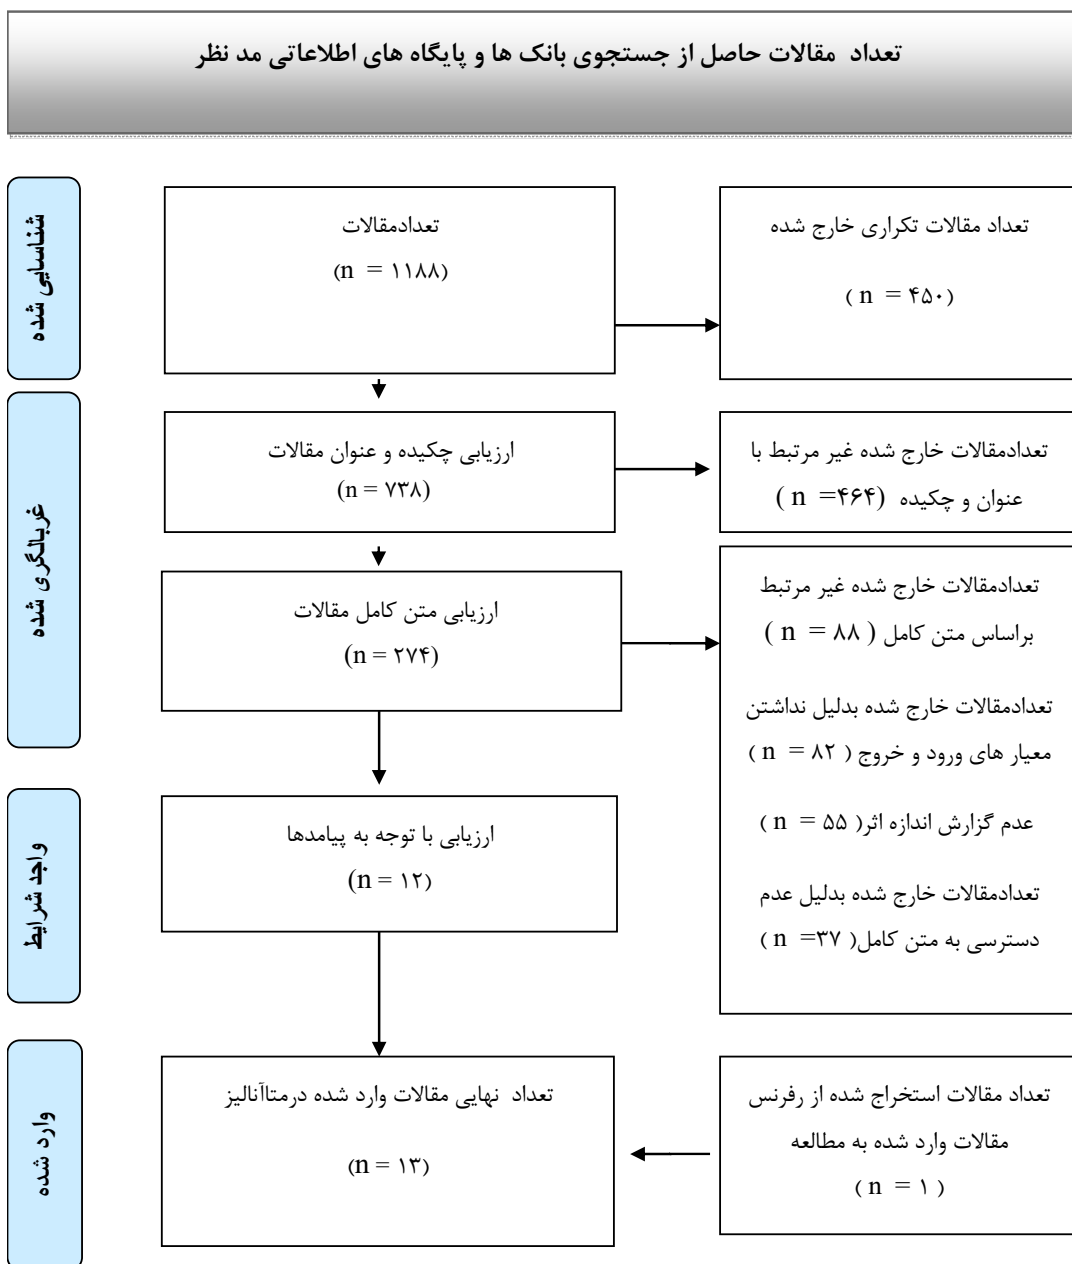 تعداد مقالات حاصل از جستجوی بانک ها و پایگاه های اطلاعاتی مد نظر
شناسایی شده
تعدادمقالات
(n = ۱۱۸۸)
تعداد مقالات تکراری خارج شده
( n = ۴۵۰)
غربالگری شده
ارزیابی چکیده و عنوان مقالات
(n = ۷۳۸)
تعدادمقالات خارج شده غیر مرتبط با
عنوان و چکیده ( n =۴۶۴)
ارزیابی متن کامل مقالات
(n = ۲۷۴)
تعدادمقالات خارج شده غیر مرتبط
براساس متن کامل ( n = ۸۸ )
تعدادمقالات خارج شده بدلیل نداشتن
معیار های ورود و خروج ( n = ۸۲ )
عدم گزارش اندازه اثر( n = ۵۵ )
تعدادمقالات خارج شده بدلیل عدم
دسترسی به متن کامل( n =۳۷ )
واجد شرایط
ارزیابی با توجه به پیامدها
(n = ۱۲)
وارد شده
تعداد نهایی مقالات وارد شده درمتاآنالیز
(n = ۱۳)
تعداد مقالات استخراج شده از رفرنس
مقالات وارد شده به مطالعه
( n = ۱ )